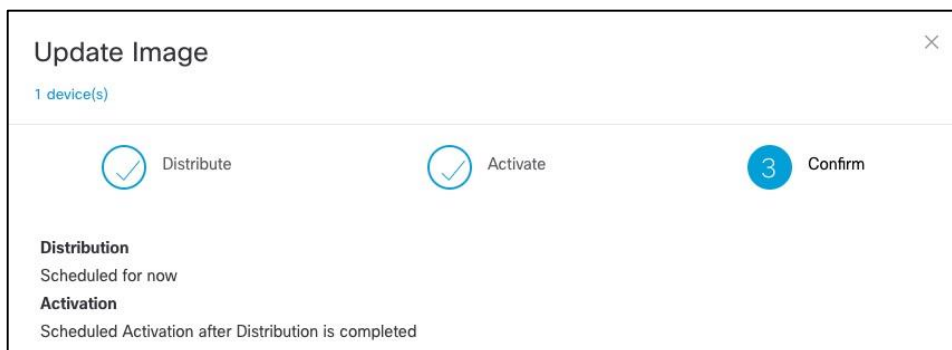 Update Image
1 device(s)
Distribute
Activate
3 Confirm
Distribution
Scheduled for now
Activation
Scheduled Activation after Distribution is completed